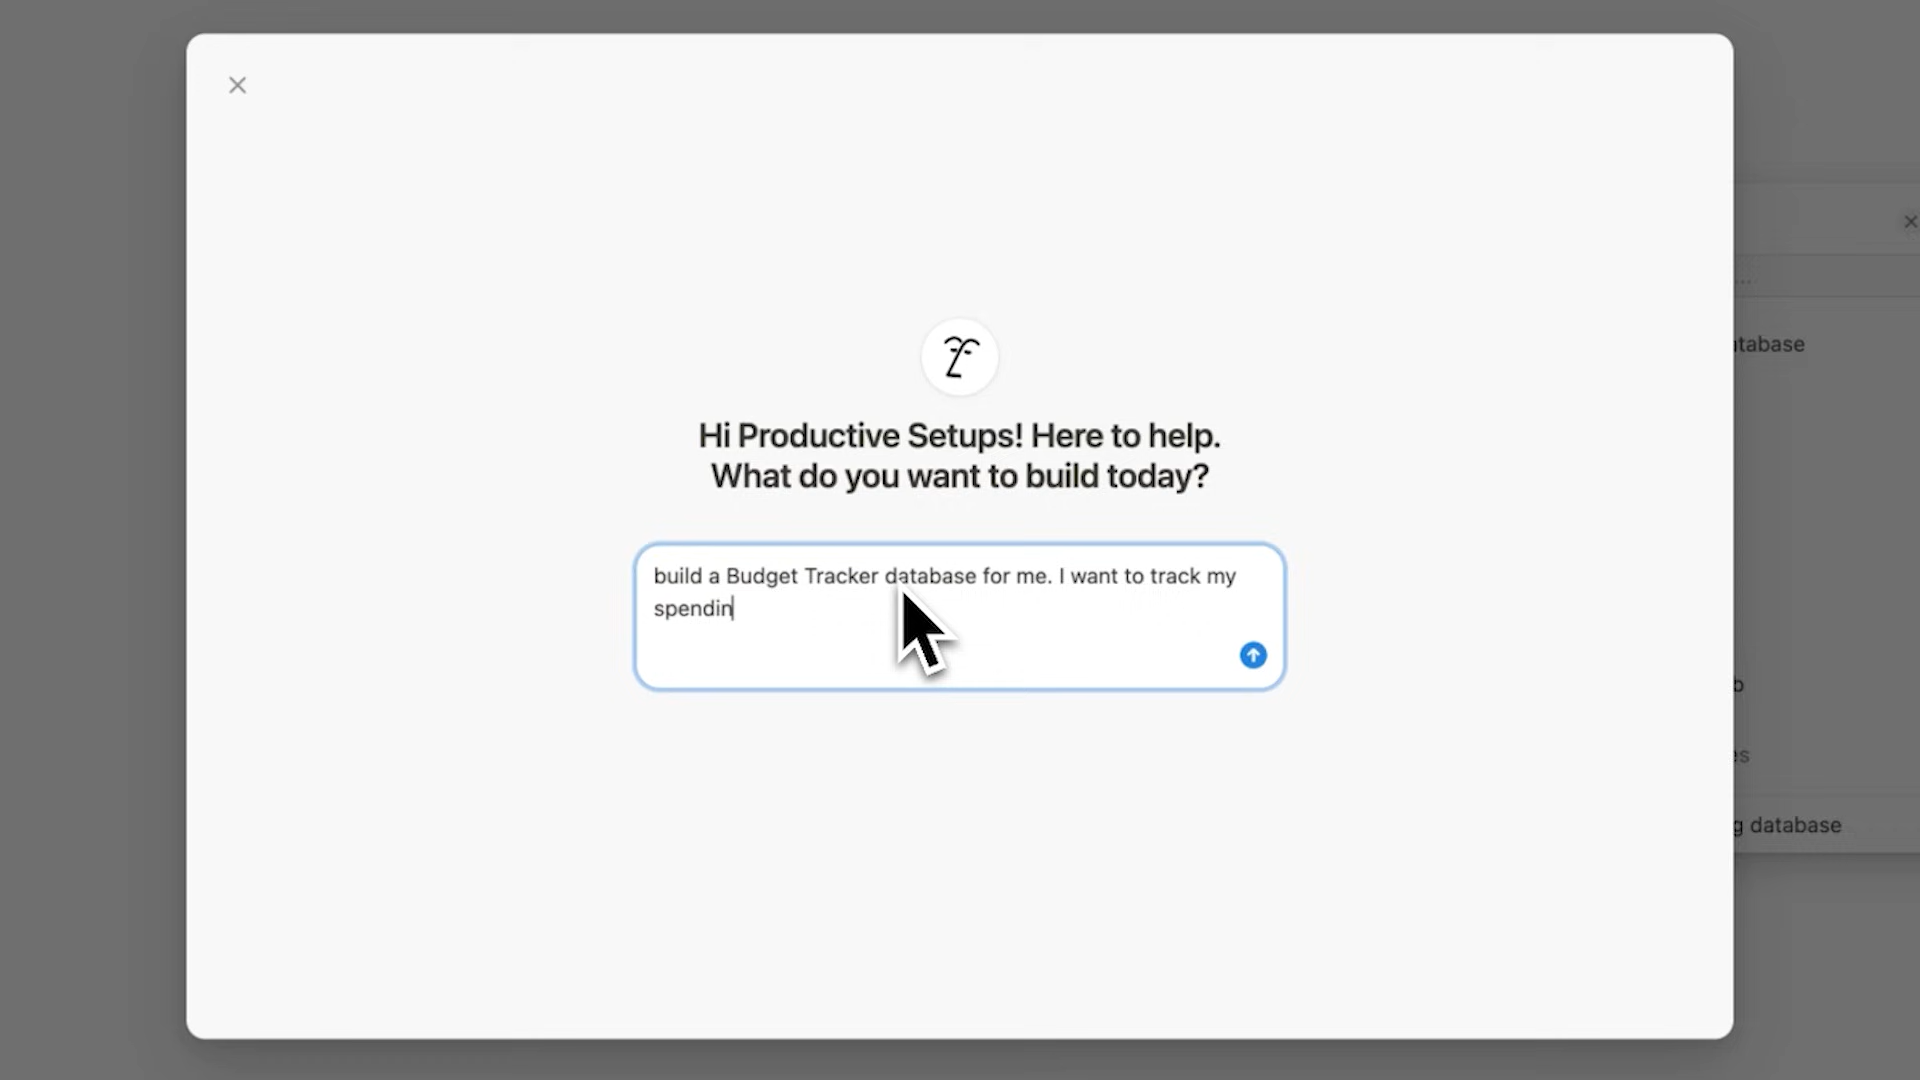 Hi Productive Setups! Here to help.
What do you want to build today?
build a Budget Tracker database for me. I want to track my
spendin
database